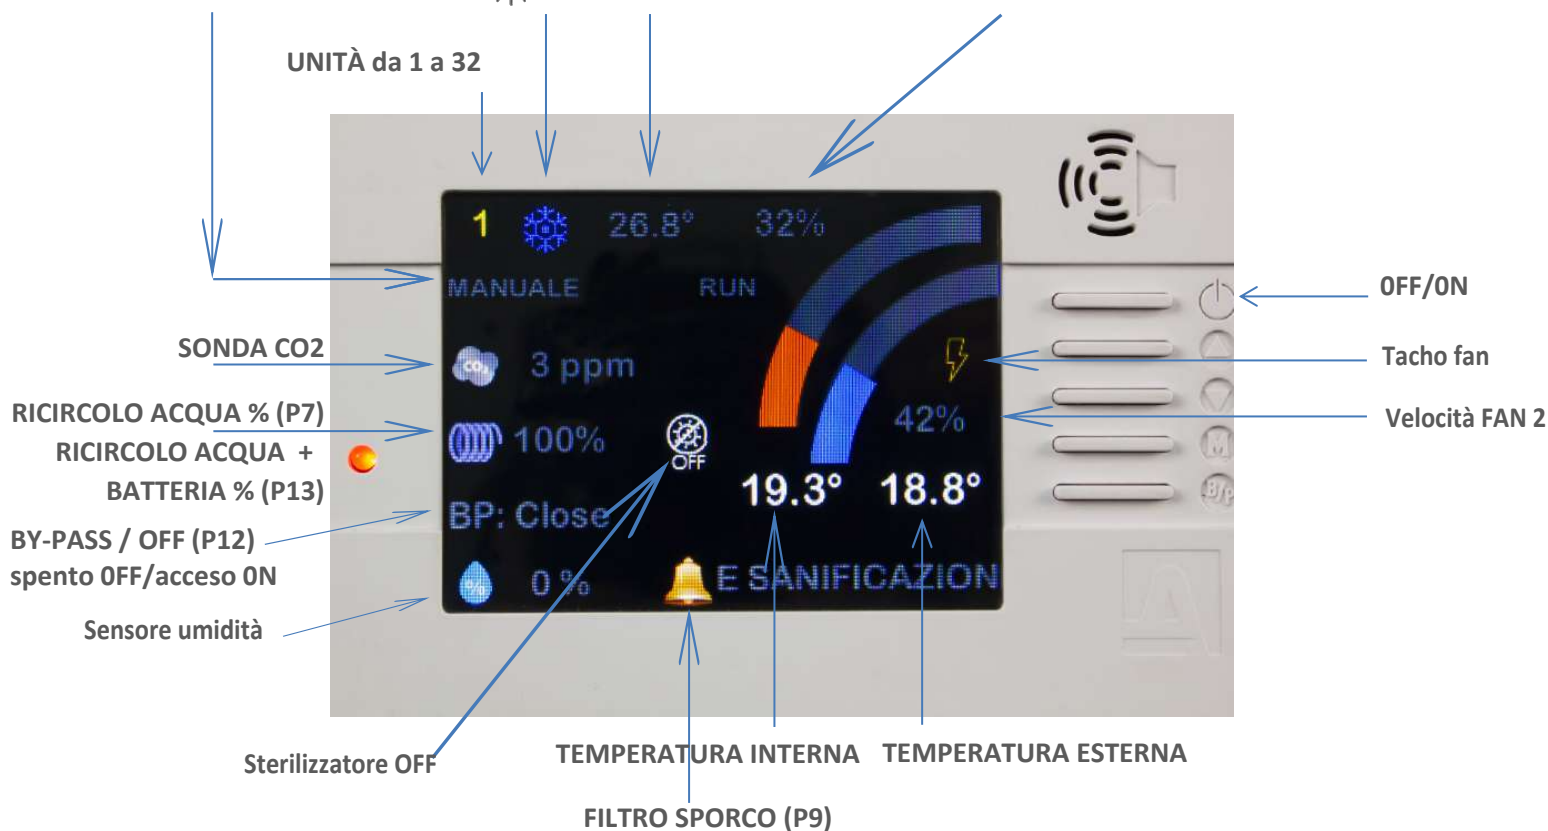 UNITÀ da 1 a 32
1 26.8° 32%
MANUALE RUN
0FF/0N
SONDA CO2
CO₂ 3 ppm
Tacho fan
RICIRCOLO ACQUA % (P7)
100%
42%
Velocità FAN 2
RICIRCOLO ACQUA +
OFF
M
BATTERIA % (P13)
19.3° 18.8°
B/P
BP: Close
BY-PASS / OFF (P12)
spento 0FF/acceso 0N
% 0 %
E SANIFICAZION
Sensore umidità
A
Sterilizzatore OFF
TEMPERATURA INTERNA
TEMPERATURA ESTERNA
FILTRO SPORCO (P9)